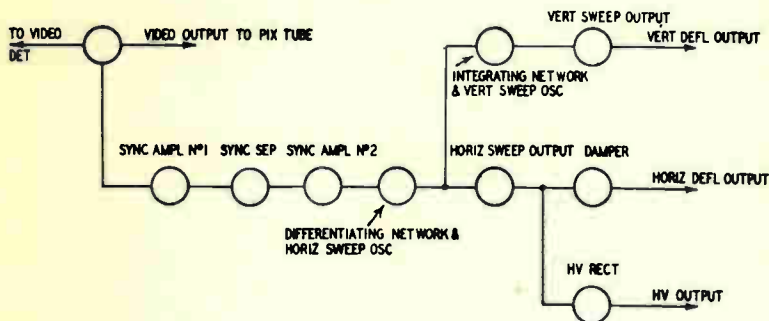 TO VIDEO
DET
VIDEO OUTPUT TO PIX TUBE
VERT SWEEP OUTPUT
VERT DEFL OUTPUT
INTEGRATING NETWORK
& VERT SWEEP OSC
SYNC AMPL Nº1
SYNC SEP
SYNC AMPL Nº2
HORIZ SWEEP OUTPUT
DAMPER
HORIZ DEFL OUTPUT
DIFFERENTIATING NETWORK &
HORIZ SWEEP OSC
HV RECT
HV OUTPUT